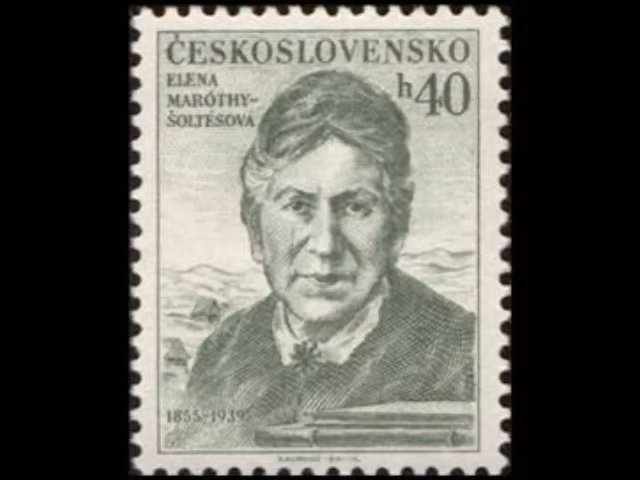 ČESKOSLOVENSKO
ELENA
MARÓTHY-
ŠOLTÉSOVÁ
h40
1855-1939